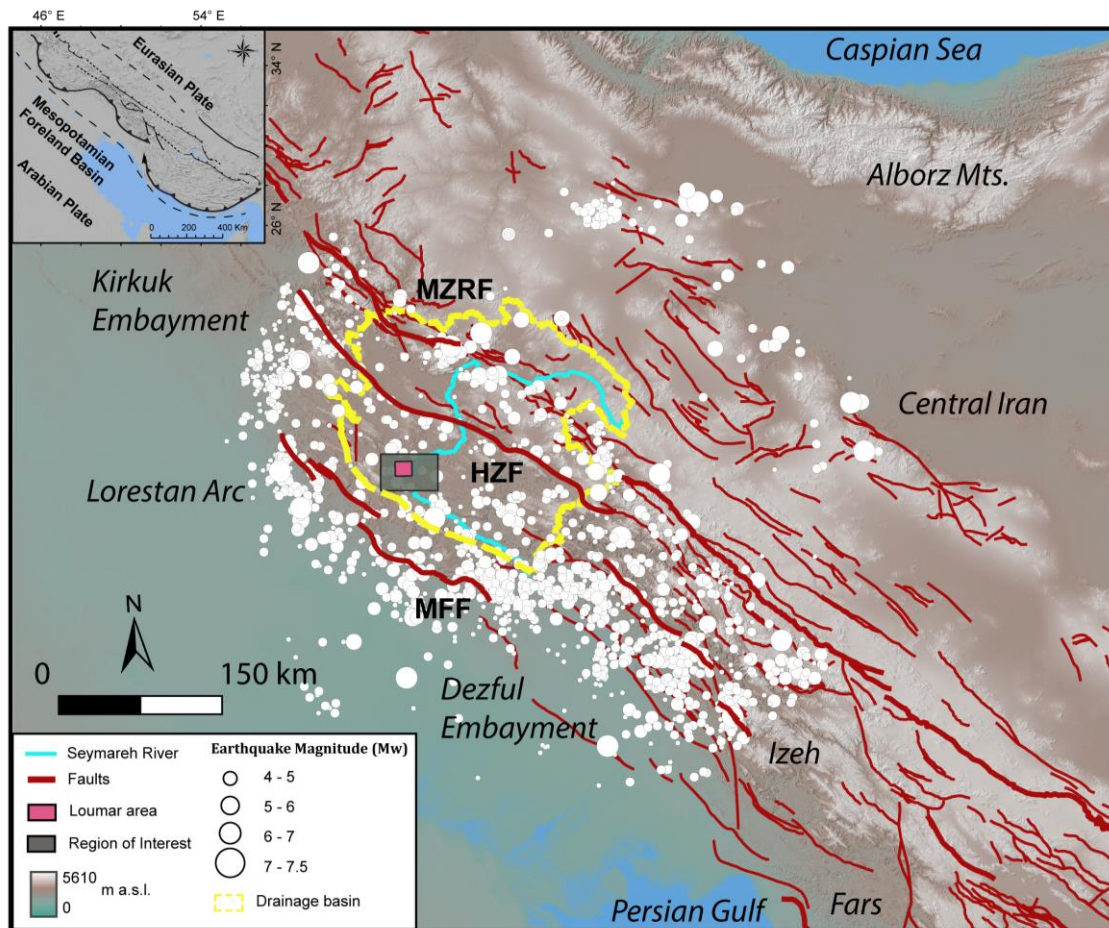 46° E
54° E
34° N
26° N
Eurasian Plate
Mesopotamian
Foreland Basin
Arabian Plate
0 200 400 Km
Caspian Sea
Alborz Mts.
Kirkuk
Embayment
MZRF
Central Iran
Lorestan Arc
HZF
MFF
N
0 150 km
Dezful
Embayment
Izeh
Persian Gulf
Fars
Seymareh River
Faults
Loumar area
Region of Interest
5610
m a.s.l.
0
Earthquake Magnitude (Mw)
4 - 5
5 - 6
6 - 7
7 - 7.5
Drainage basin